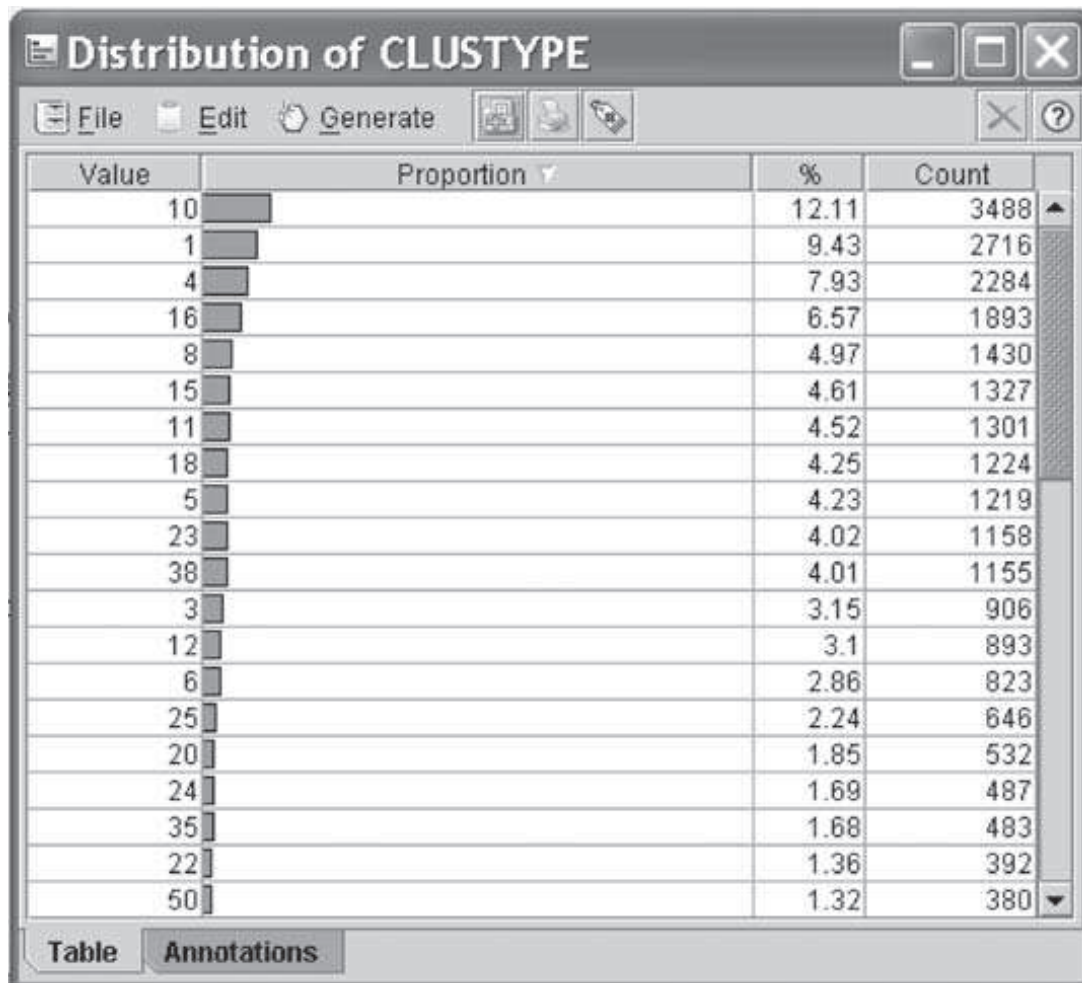 Distribution of CLUSTYPE
File Edit Generate
Value Proportion % Count
10 12.11 3488
1 9.43 2716
4 7.93 2284
16 6.57 1893
8 4.97 1430
15 4.61 1327
11 4.52 1301
18 4.25 1224
5 4.23 1219
23 4.02 1158
38 4.01 1155
3 3.15 906
12 3.1 893
6 2.86 823
25 2.24 646
20 1.85 532
24 1.69 487
35 1.68 483
22 1.36 392
50 1.32 380
Table Annotations